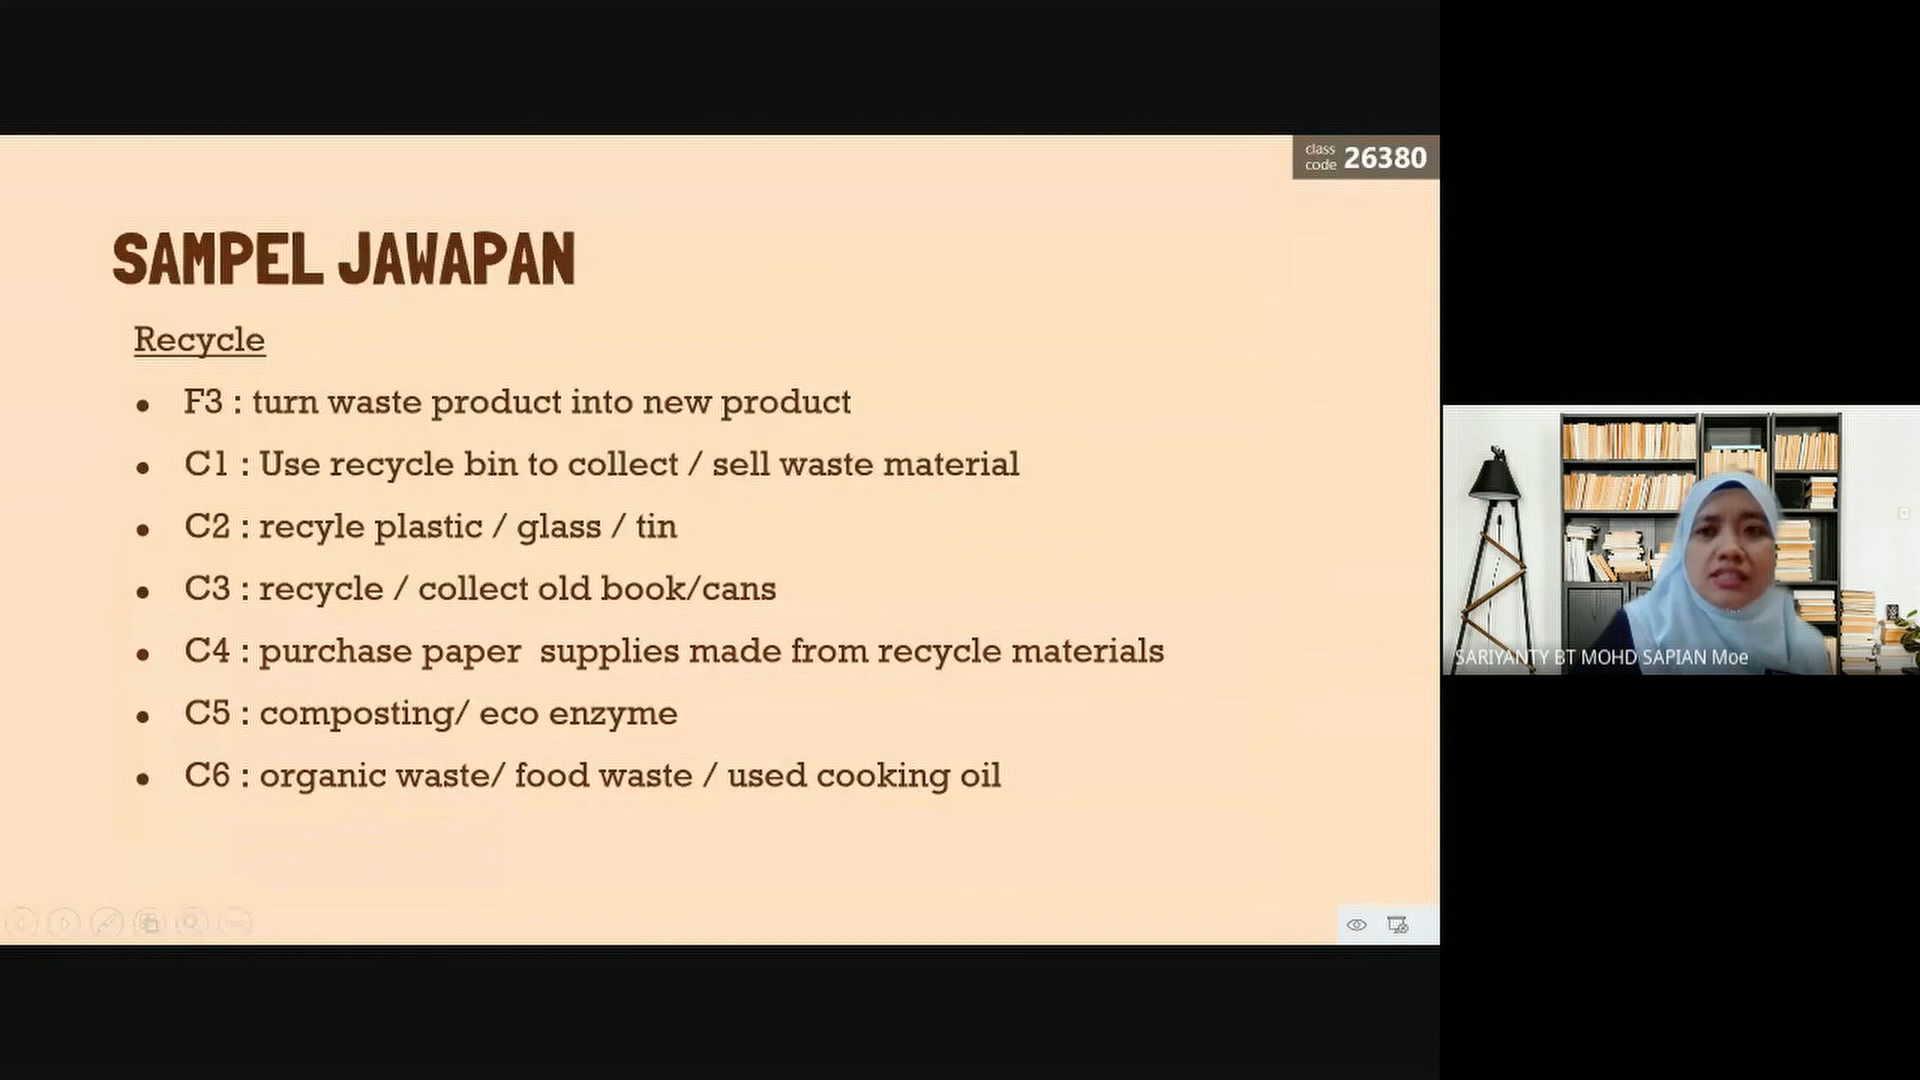 class code 26380
SAMPEL JAWAPAN
Recycle
• F3 : turn waste product into new product
• C1 : Use recycle bin to collect / sell waste material
• C2 : recyle plastic / glass / tin
• C3 : recycle / collect old book/cans
• C4 : purchase paper supplies made from recycle materials
• C5 : composting/ eco enzyme
• C6 : organic waste/ food waste / used cooking oil
SARIYANTY BT MOHD SAPIAN Moe